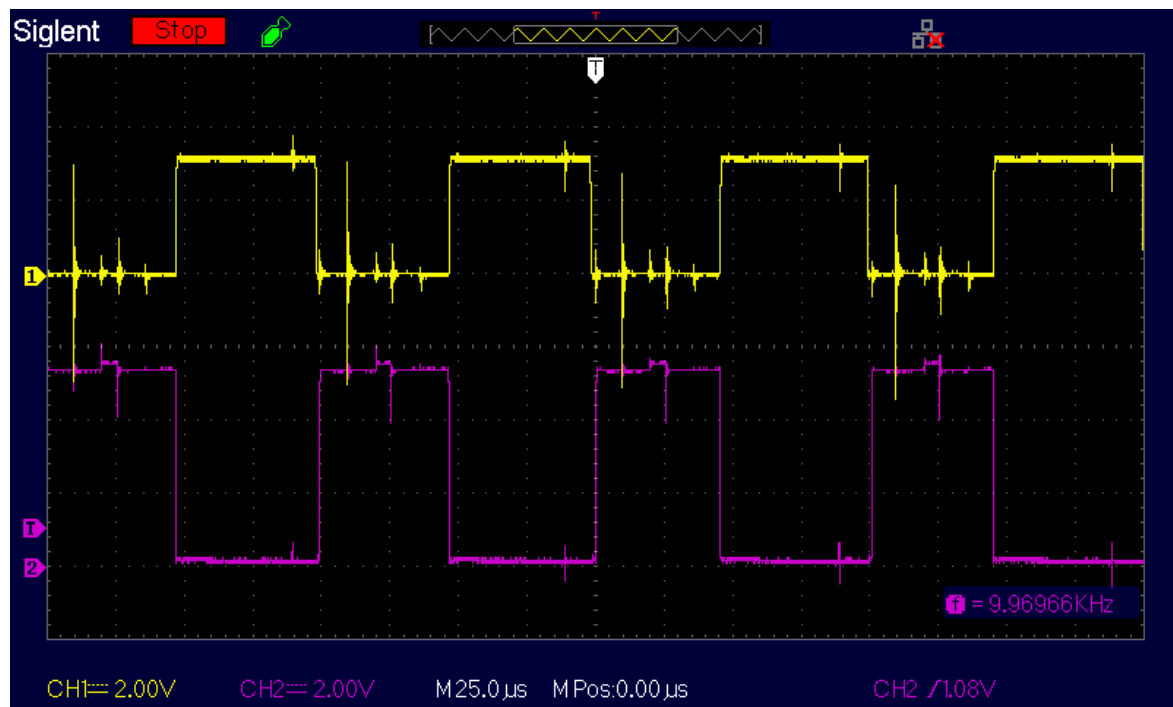 Siglent Stop
T
T
1
T
2
f = 9.96966KHz
CH1 2.00V CH2 2.00V M 25.0µs M Pos:0.00µs CH2 1.08V